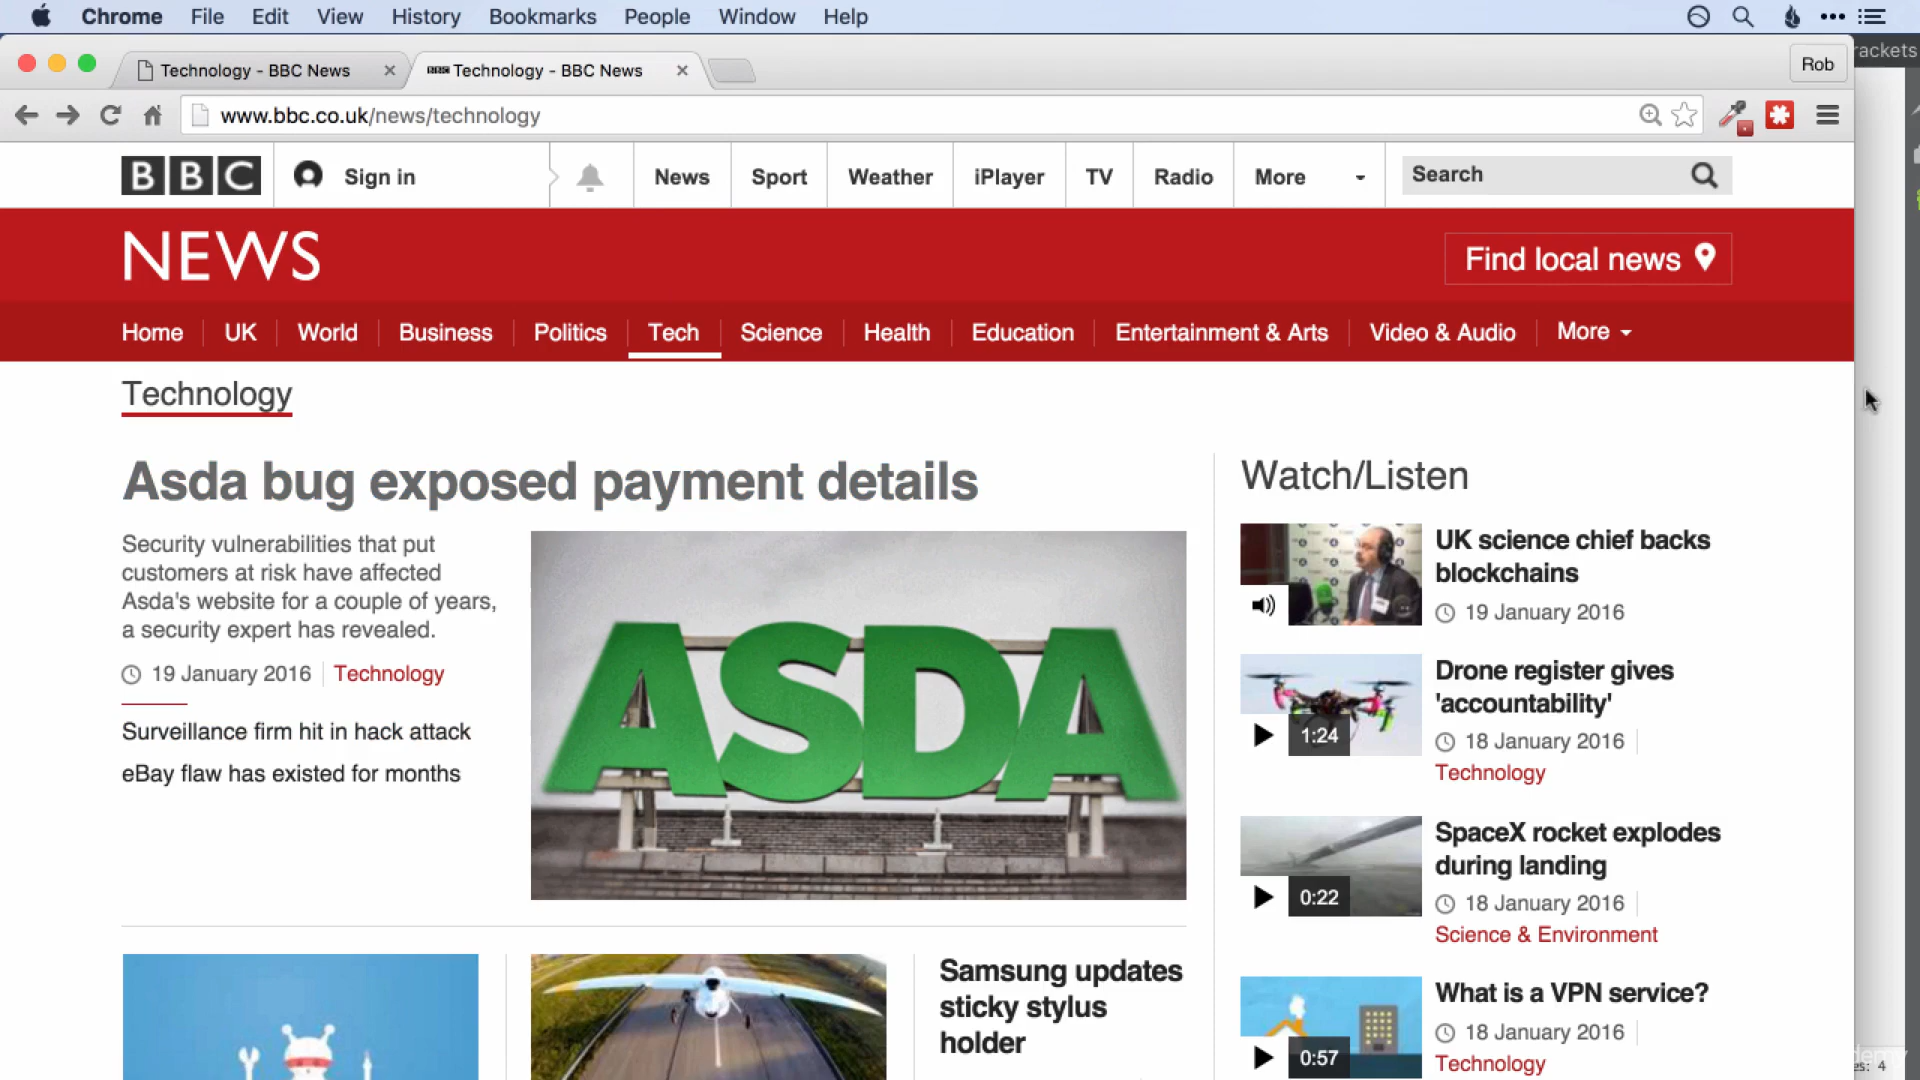 Chrome File Edit View History Bookmarks People Window Help
Technology - BBC News
Technology - BBC News
Rob
rackets
www.bbc.co.uk/news/technology
BBC
Sign in
News
Sport
Weather
iPlayer
TV
Radio
More
Search
NEWS
Find local news
Home
UK
World
Business
Politics
Tech
Science
Health
Education
Entertainment & Arts
Video & Audio
More
Technology
Asda bug exposed payment details
Security vulnerabilities that put
customers at risk have affected
Asda's website for a couple of years,
a security expert has revealed.
19 January 2016
Technology
Surveillance firm hit in hack attack
eBay flaw has existed for months
ASDA
Samsung updates
sticky stylus
holder
Watch/Listen
UK science chief backs
blockchains
19 January 2016
Drone register gives
'accountability'
1:24
18 January 2016
Technology
SpaceX rocket explodes
during landing
0:22
18 January 2016
Science & Environment
What is a VPN service?
18 January 2016
0:57
Technology
es: 4